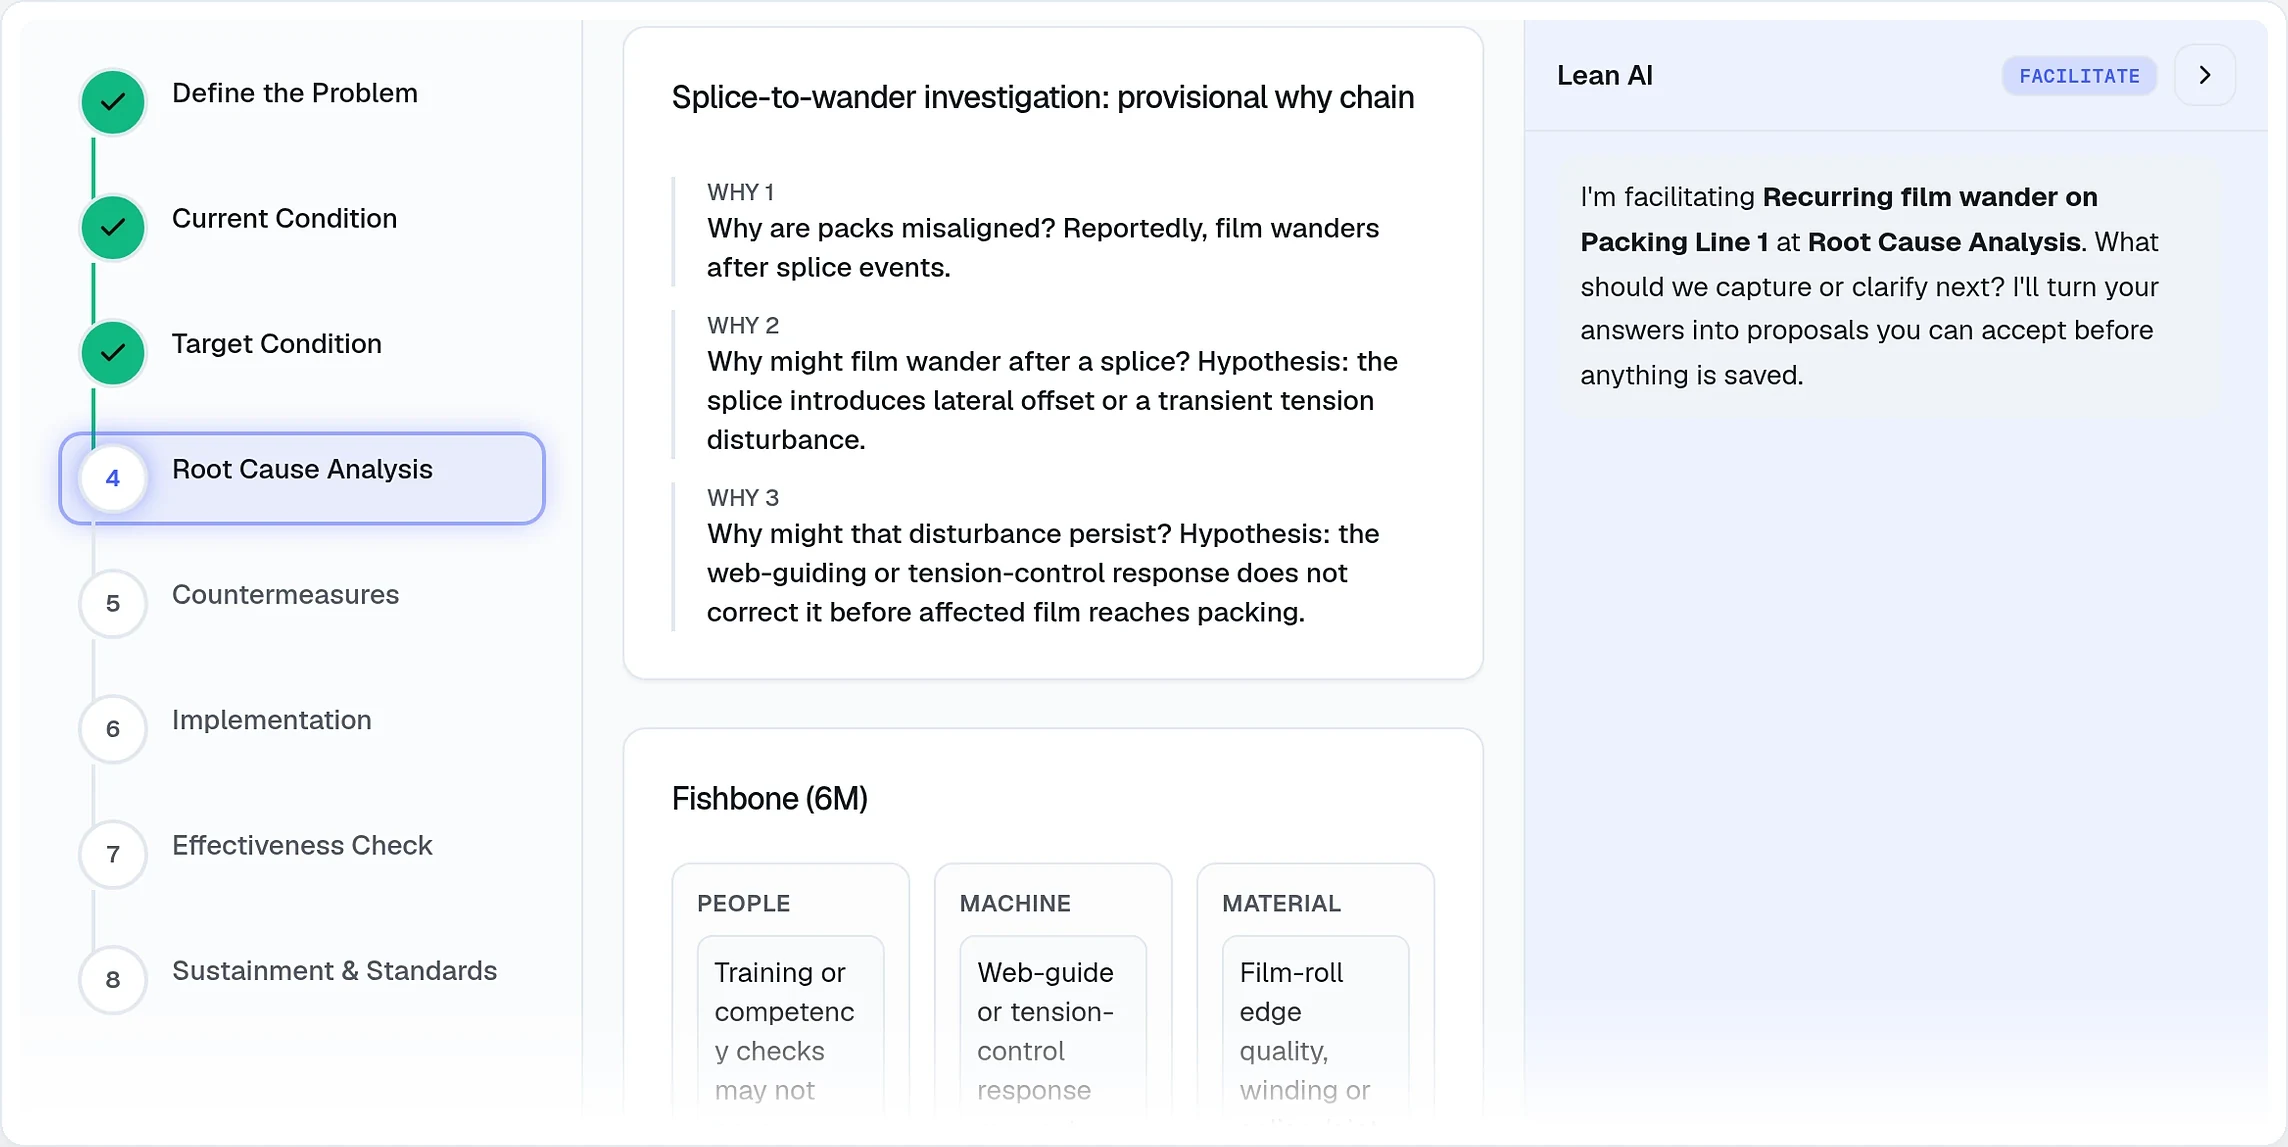 Define the Problem
Current Condition
Target Condition
4
Root Cause Analysis
5
Countermeasures
6
Implementation
7
Effectiveness Check
8
Sustainment & Standards
Splice-to-wander investigation: provisional why chain
WHY 1
Why are packs misaligned? Reportedly, film wanders
after splice events.
WHY 2
Why might film wander after a splice? Hypothesis: the
splice introduces lateral offset or a transient tension
disturbance.
WHY 3
Why might that disturbance persist? Hypothesis: the
web-guiding or tension-control response does not
correct it before affected film reaches packing.
Fishbone (6M)
PEOPLE
Training or
competenc
y checks
may not
MACHINE
Web-guide
or tension-
control
response
MATERIAL
Film-roll
edge
quality,
winding or
Lean AI
FACILITATE
I'm facilitating Recurring film wander on
Packing Line 1 at Root Cause Analysis. What
should we capture or clarify next? I'll turn your
answers into proposals you can accept before
anything is saved.